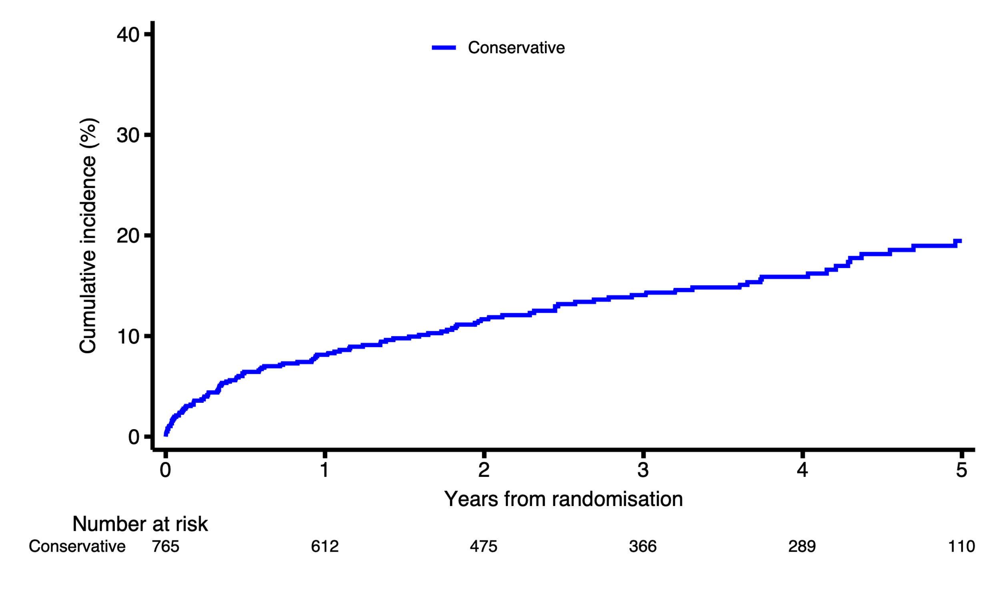 Conservative
Cumulative incidence (%)
40
30
20
10
0
0 1 2 3 4 5
Years from randomisation
Number at risk
Conservative 765 612 475 366 289 110